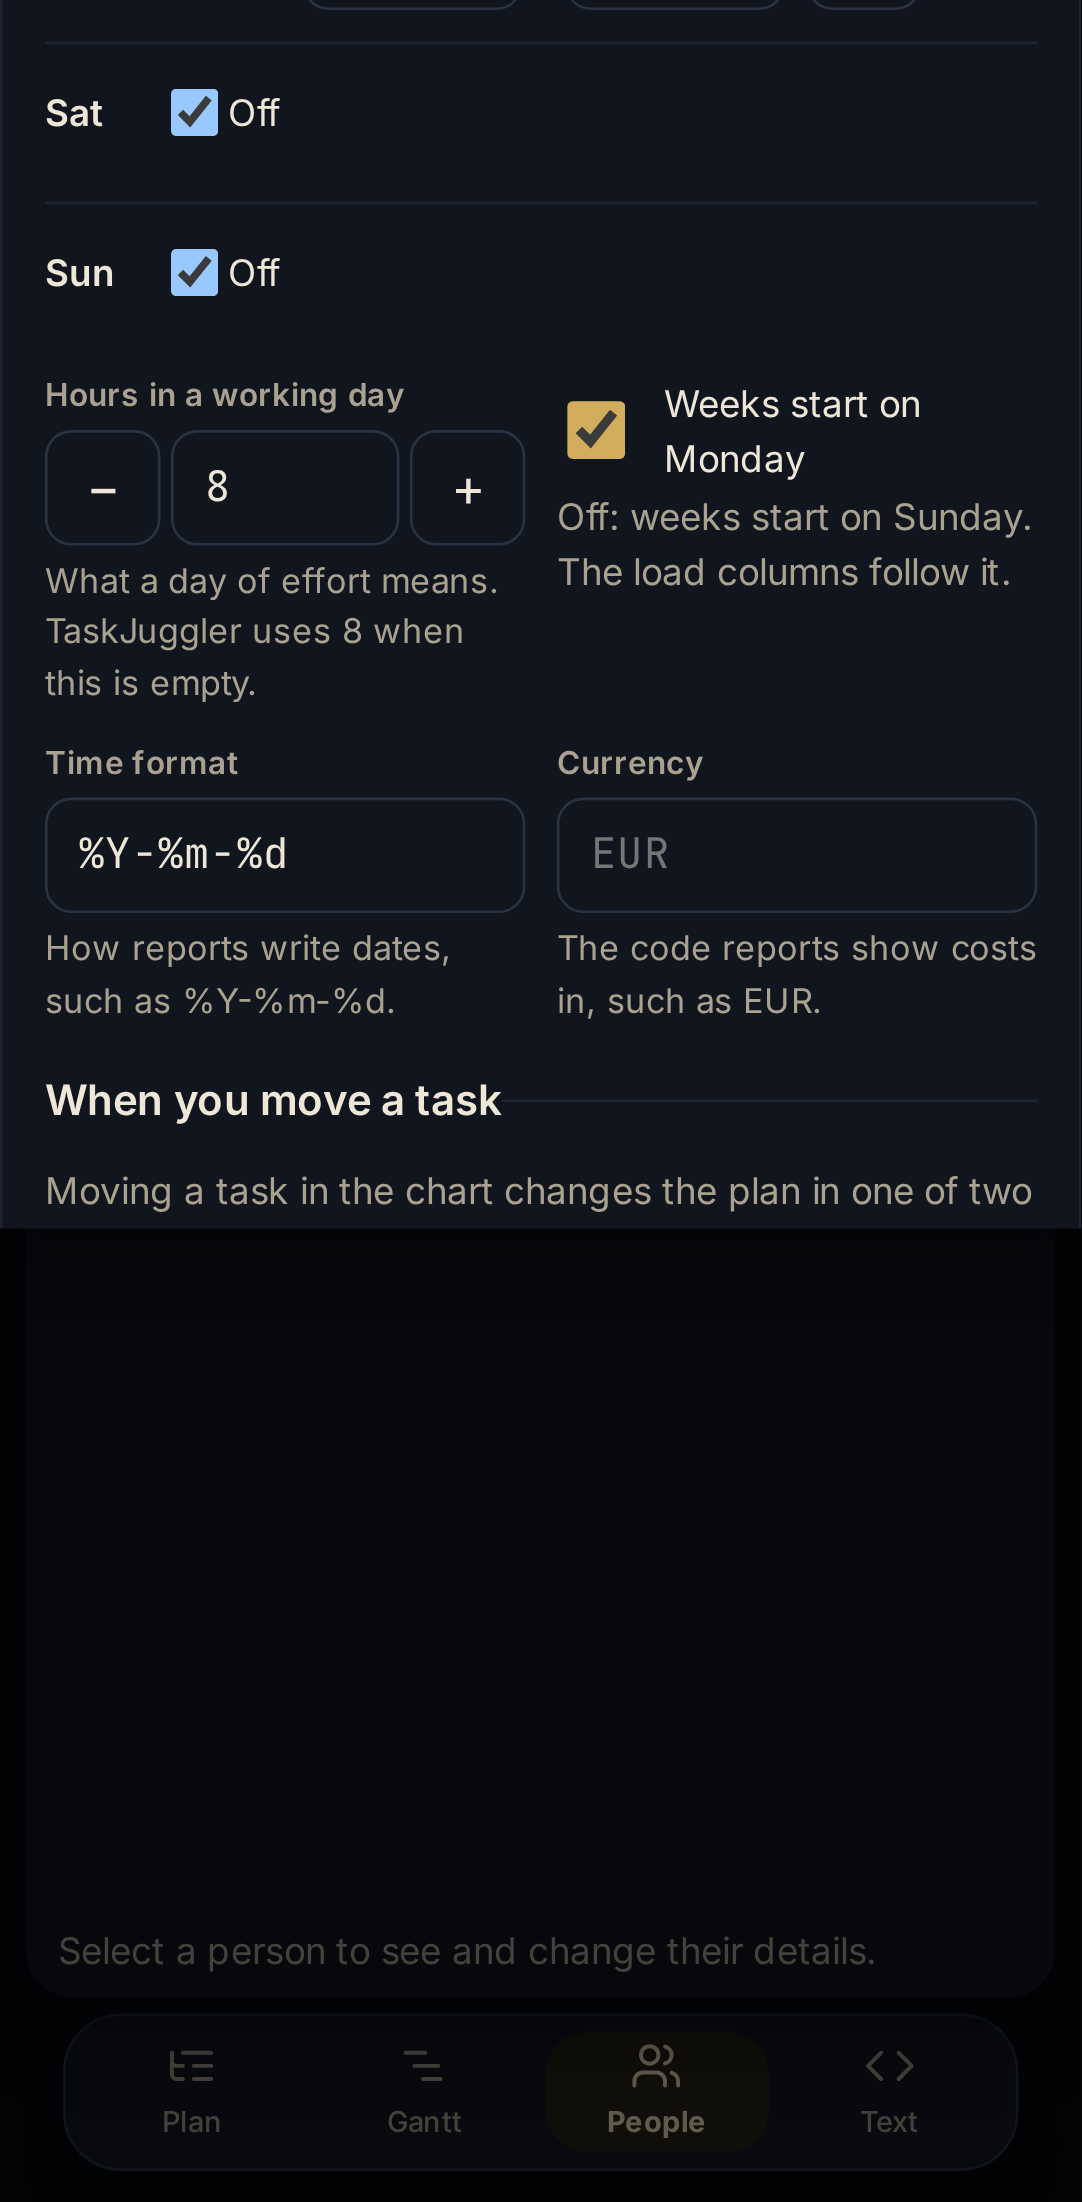 Sat Off
Sun Off
Hours in a working day
− 8 +
What a day of effort means.
TaskJuggler uses 8 when
this is empty.
Weeks start on
Monday
Off: weeks start on Sunday.
The load columns follow it.
Time format
%Y-%m-%d
How reports write dates,
such as %Y-%m-%d.
Currency
EUR
The code reports show costs
in, such as EUR.
When you move a task
Moving a task in the chart changes the plan in one of two
Select a person to see and change their details.
Plan Gantt People Text